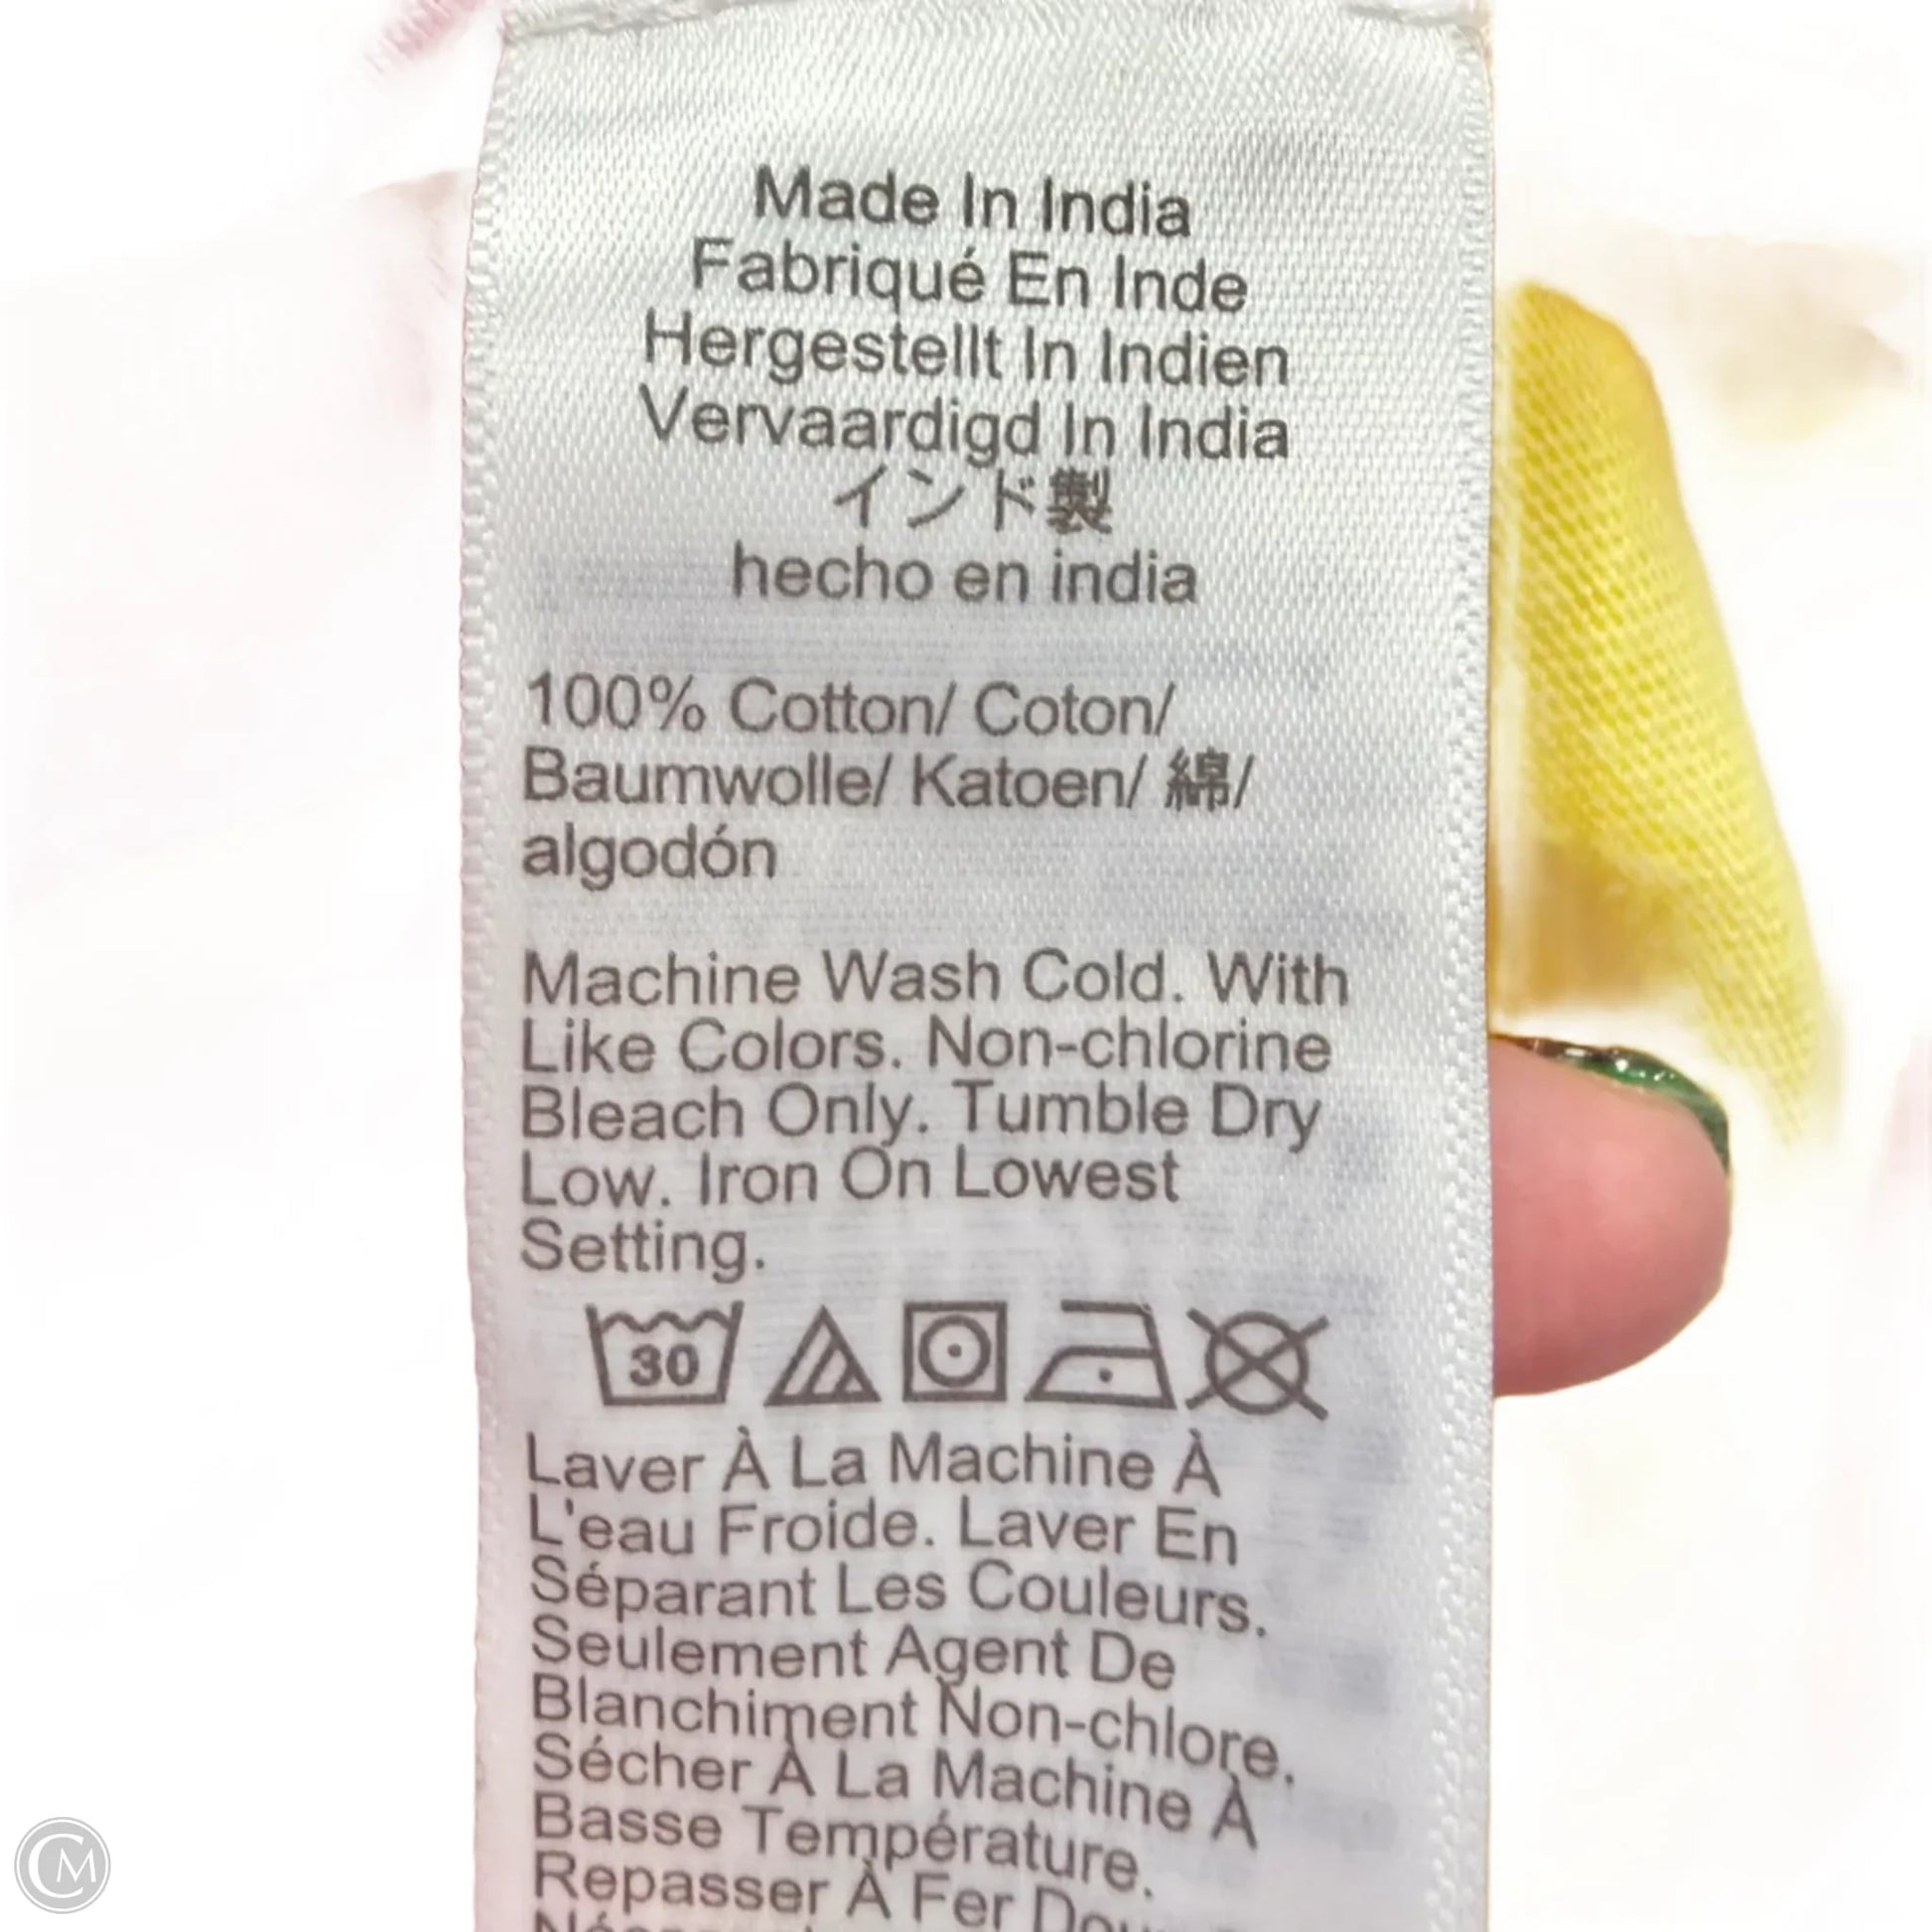 Made In India
Fabriqué En Inde
Hergestellt In Indien
Vervaardigd In India
インド製
hecho en india
100% Cotton/ Coton/
Baumwolle/ Katoen/ 綿/
algodón
Machine Wash Cold. With
Like Colors. Non-chlorine
Bleach Only. Tumble Dry
Low. Iron On Lowest
Setting.
30
Laver À La Machine À
L'eau Froide. Laver En
Séparant Les Couleurs.
Seulement Agent De
Blanchiment Non-chlore.
Sécher À La Machine À
Basse Température.
Repasser À Fer
CM